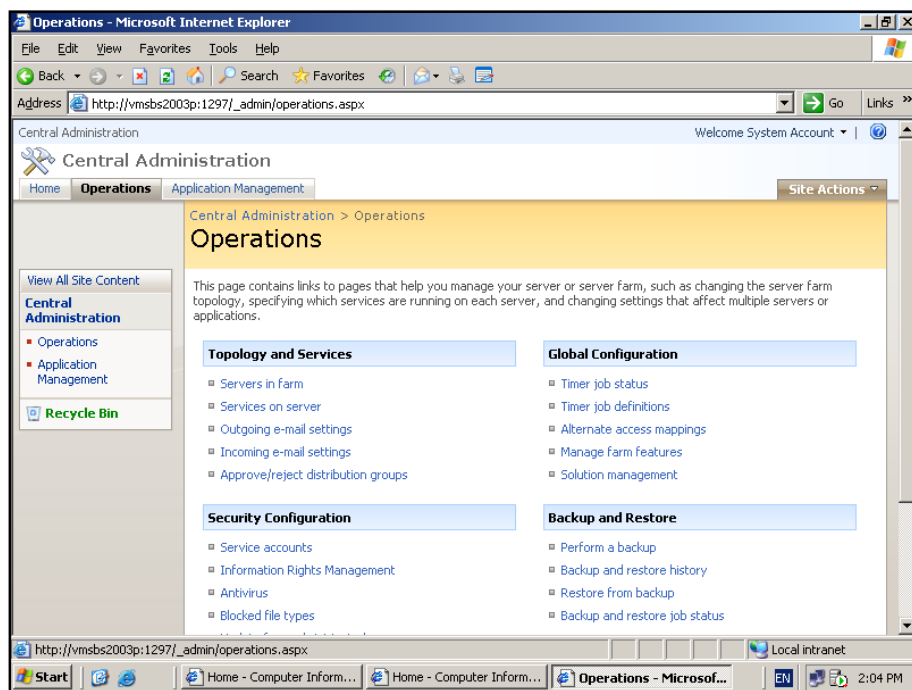 Operations - Microsoft Internet Explorer
File Edit View Favorites Tools Help
Back Search Favorites
Address http://vmsbs2003p:1297/_admin/operations.aspx Go Links »
Central Administration Welcome System Account
Central Administration
Home Operations Application Management Site Actions
Central Administration > Operations
Operations
View All Site Content
Central Administration
Operations
Application Management
Recycle Bin
This page contains links to pages that help you manage your server or server farm, such as changing the server farm
topology, specifying which services are running on each server, and changing settings that affect multiple servers or
applications.
Topology and Services
Servers in farm
Services on server
Outgoing e-mail settings
Incoming e-mail settings
Approve/reject distribution groups
Global Configuration
Timer job status
Timer job definitions
Alternate access mappings
Manage farm features
Solution management
Security Configuration
Service accounts
Information Rights Management
Antivirus
Blocked file types
Backup and Restore
Perform a backup
Backup and restore history
Restore from backup
Backup and restore job status
http://vmsbs2003p:1297/_admin/operations.aspx Local intranet
Start Home - Computer Inform... Home - Computer Inform... Operations - Microsof... EN 2:04 PM